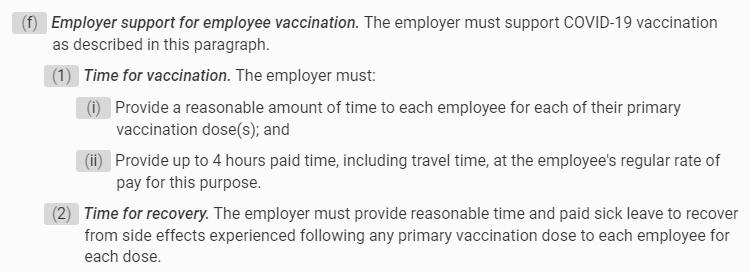 (f) Employer support for employee vaccination. The employer must support COVID-19 vaccination
as described in this paragraph.
(1) Time for vaccination. The employer must:
(i) Provide a reasonable amount of time to each employee for each of their primary
vaccination dose(s); and
(ii) Provide up to 4 hours paid time, including travel time, at the employee's regular rate of
pay for this purpose.
(2) Time for recovery. The employer must provide reasonable time and paid sick leave to recover
from side effects experienced following any primary vaccination dose to each employee for
each dose.